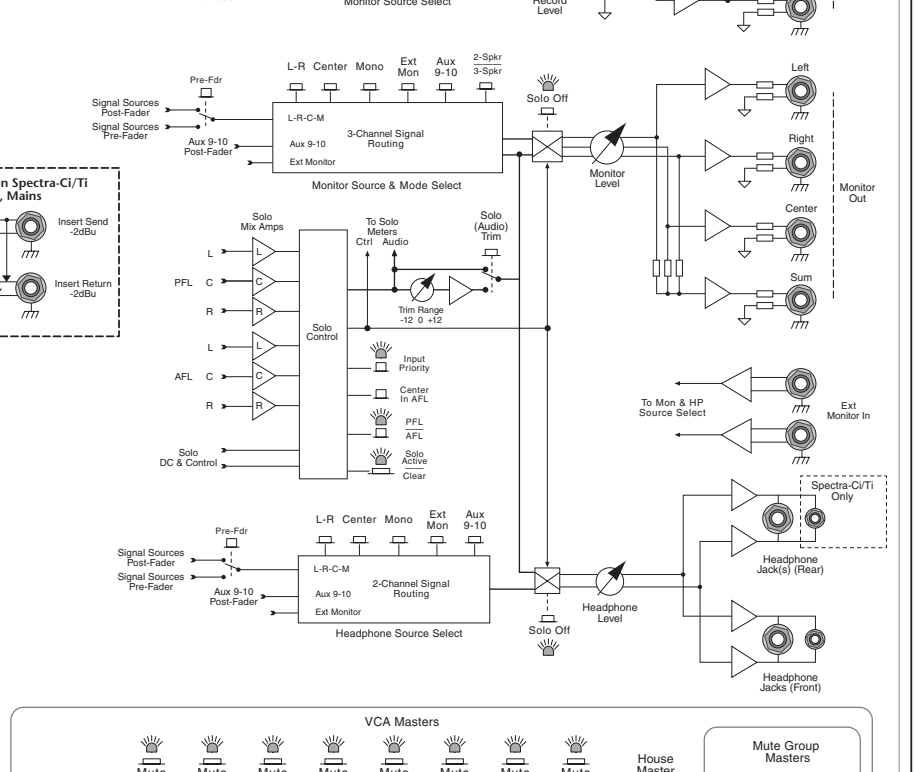 Monitor Source Select
Record
Level
L-R
Center
Mono
Ext
Mon
Aux
9-10
2-Spkr
3-Spkr
Pre-Fdr
Signal Sources
Post-Fader
Signal Sources
Pre-Fader
Aux 9-10
Post-Fader
L-R-C-M
Aux 9-10
Ext Monitor
3-Channel Signal
Routing
Monitor Source & Mode Select
Solo Off
Monitor
Level
Left
Right
Center
Sum
Monitor
Out
n Spectra-Ci/Ti
, Mains
Insert Send
-2dBu
Insert Return
-2dBu
Solo
Mix Amps
L
L
PFL
C
C
R
R
L
L
AFL
C
C
R
R
Solo
DC & Control
Solo
Control
To Solo
Meters
Ctrl
Audio
Solo
(Audio)
Trim
Trim Range
-12 0 +12
Input
Priority
Center
In AFL
PFL
AFL
Solo
Active
Clear
To Mon & HP
Source Select
Ext
Monitor In
Spectra-Ci/Ti
Only
Headphone
Jack(s) (Rear)
L-R
Center
Mono
Ext
Mon
Aux
9-10
Pre-Fdr
Signal Sources
Post-Fader
Signal Sources
Pre-Fader
Aux 9-10
Post-Fader
L-R-C-M
Aux 9-10
Ext Monitor
2-Channel Signal
Routing
Headphone Source Select
Solo Off
Headphone
Level
Headphone
Jacks (Front)
VCA Masters
Mute
Mute
Mute
Mute
Mute
Mute
Mute
Mute
House
Master
Mute Group
Masters